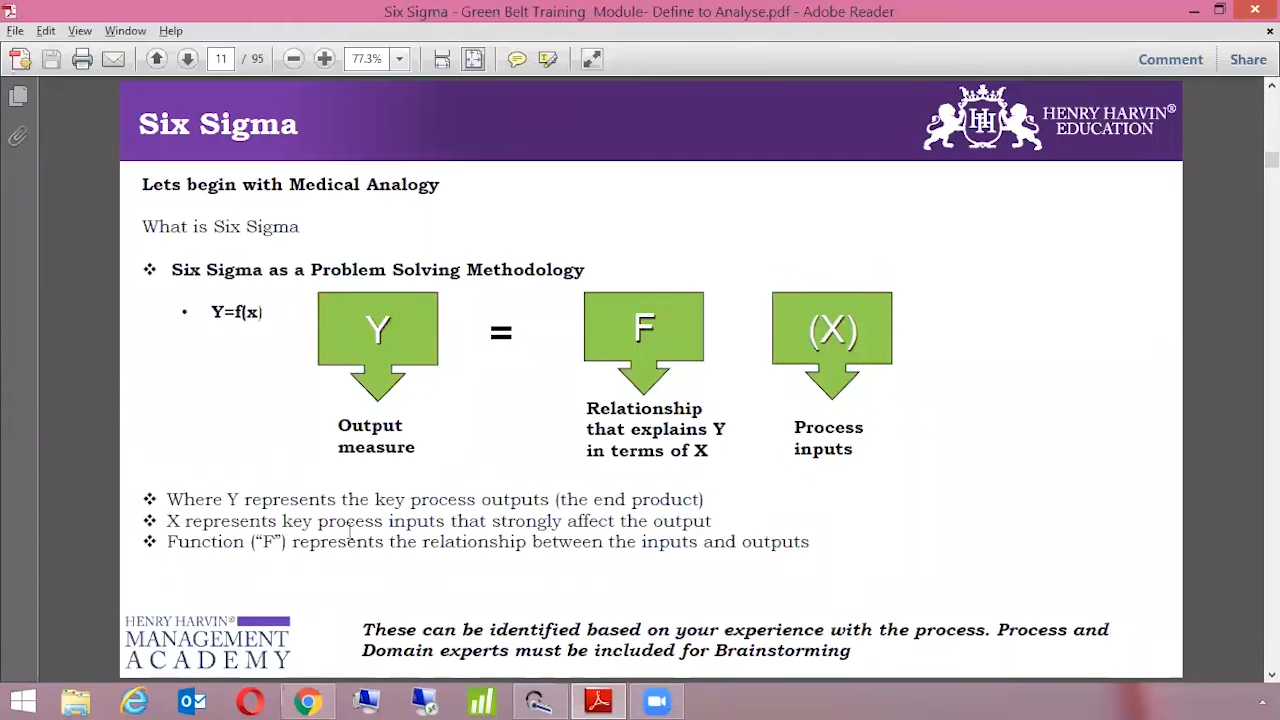 Six Sigma - Green Belt Training Module- Define to Analyse.pdf - Adobe Reader
File Edit View Window Help
11 / 95 77.3% Comment Share
Six Sigma
HENRY HARVIN®
EDUCATION
Lets begin with Medical Analogy
What is Six Sigma
❖ Six Sigma as a Problem Solving Methodology
• Y=f(x)
Y = F (X)
Output
measure
Relationship
that explains Y
in terms of X
Process
inputs
❖ Where Y represents the key process outputs (the end product)
❖ X represents key process inputs that strongly affect the output
❖ Function (“F”) represents the relationship between the inputs and outputs
HENRY HARVIN®
MANAGEMENT
ACADEMY
These can be identified based on your experience with the process. Process and
Domain experts must be included for Brainstorming